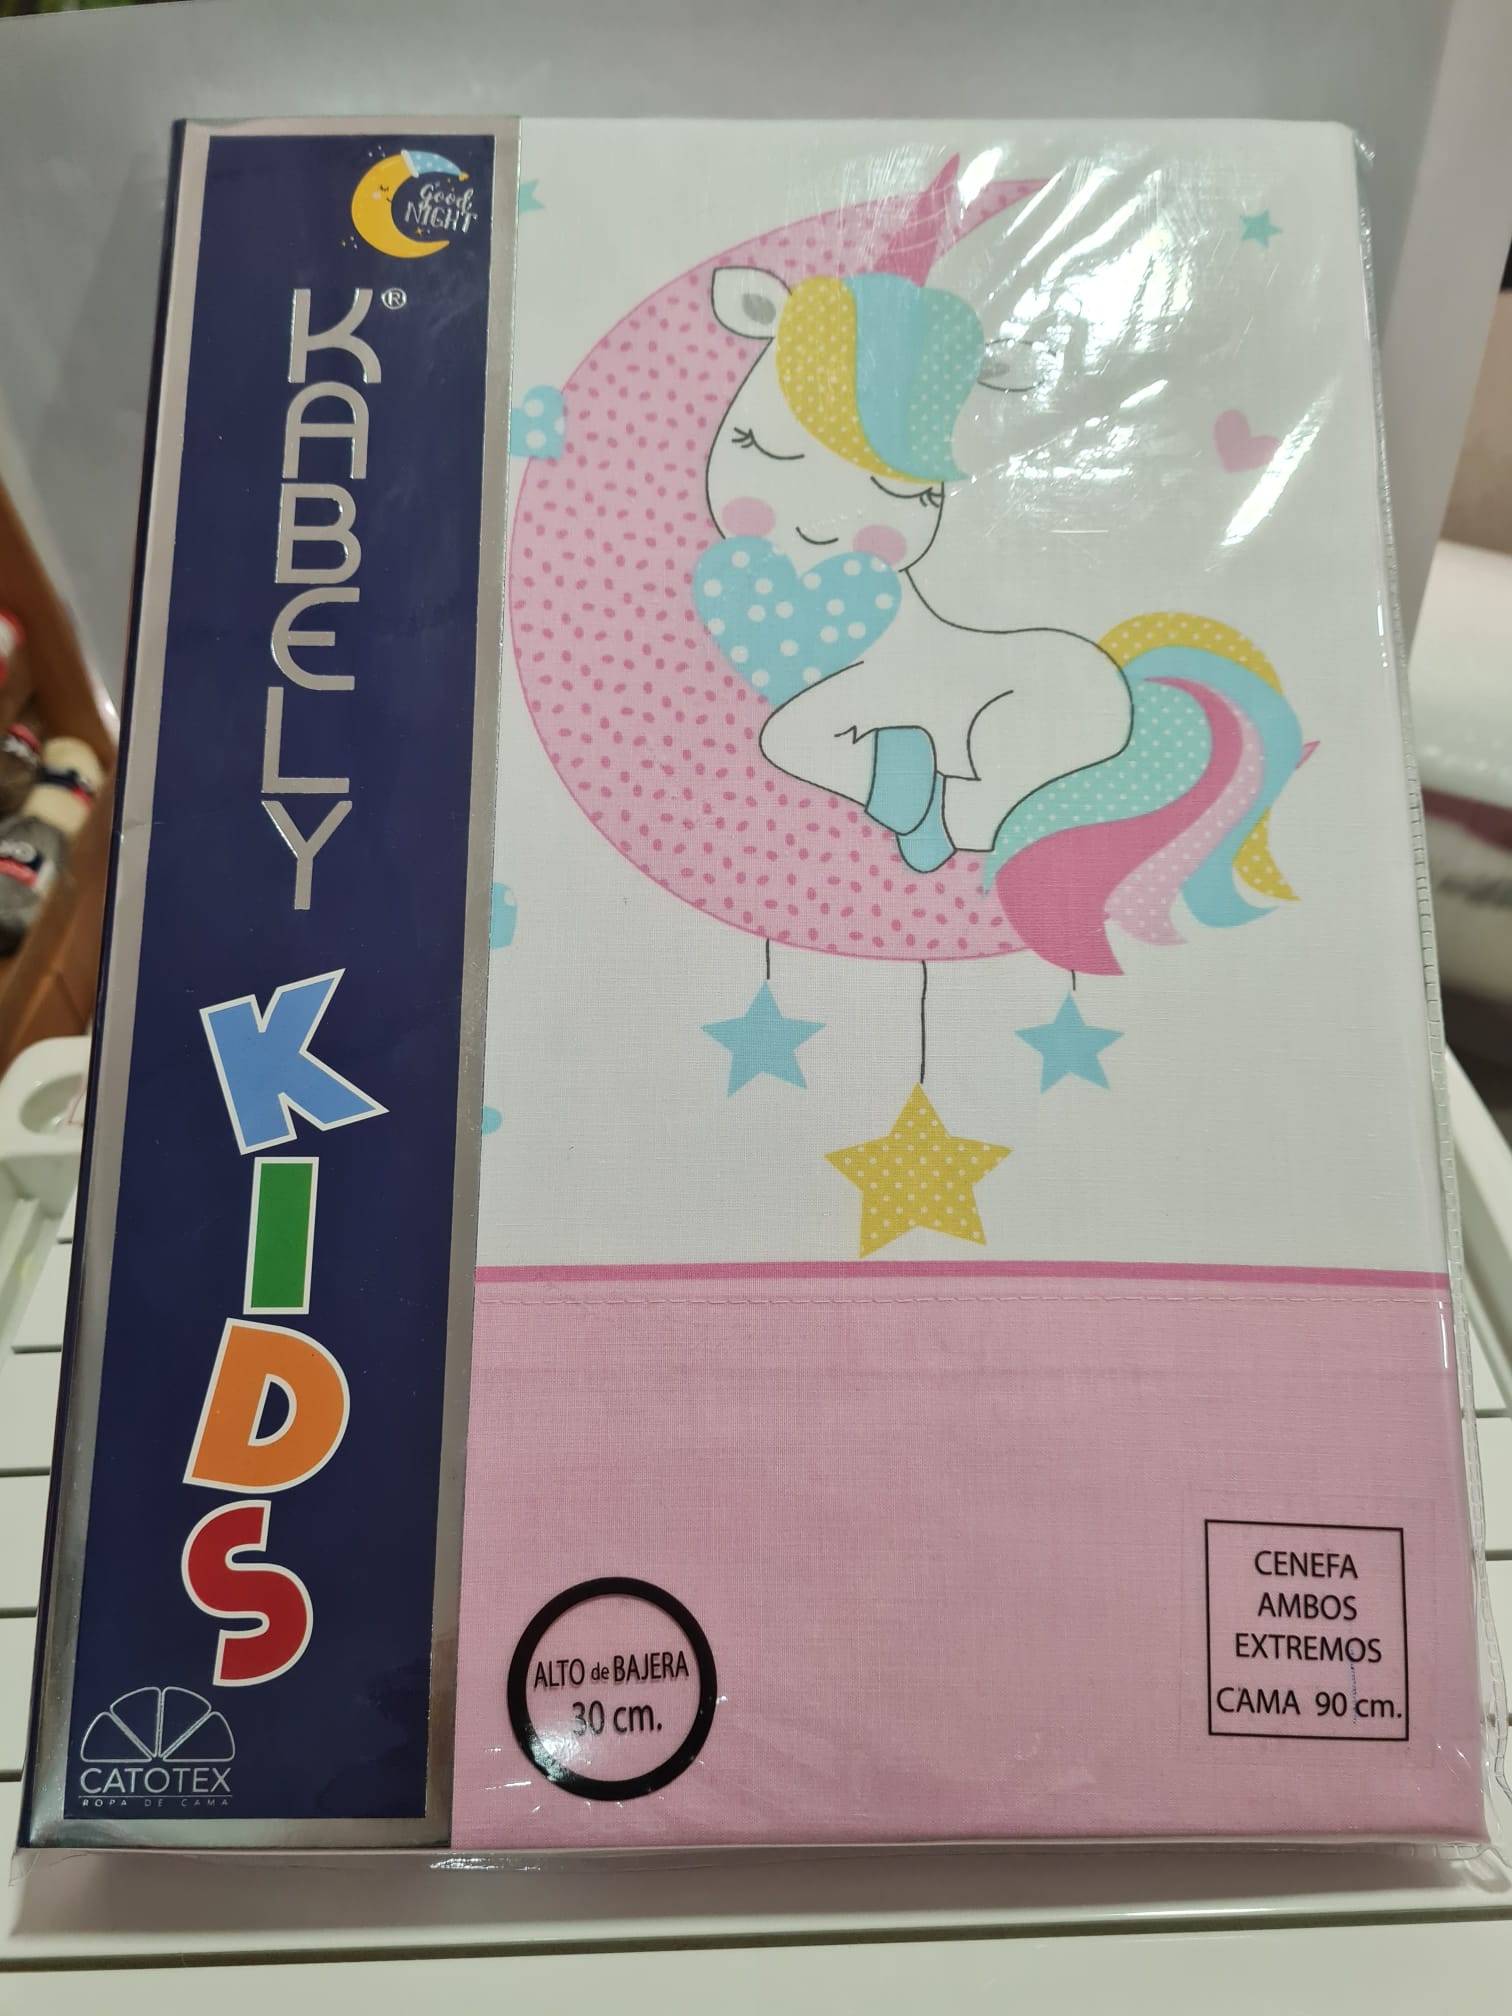 Good
NIGHT
KABELY®
KIDS
CATOTEX
ROPA DE CAMA
ALTO de BAJERA
30 cm.
CENEFA
AMBOS
EXTREMOS
CAMA 90 cm.